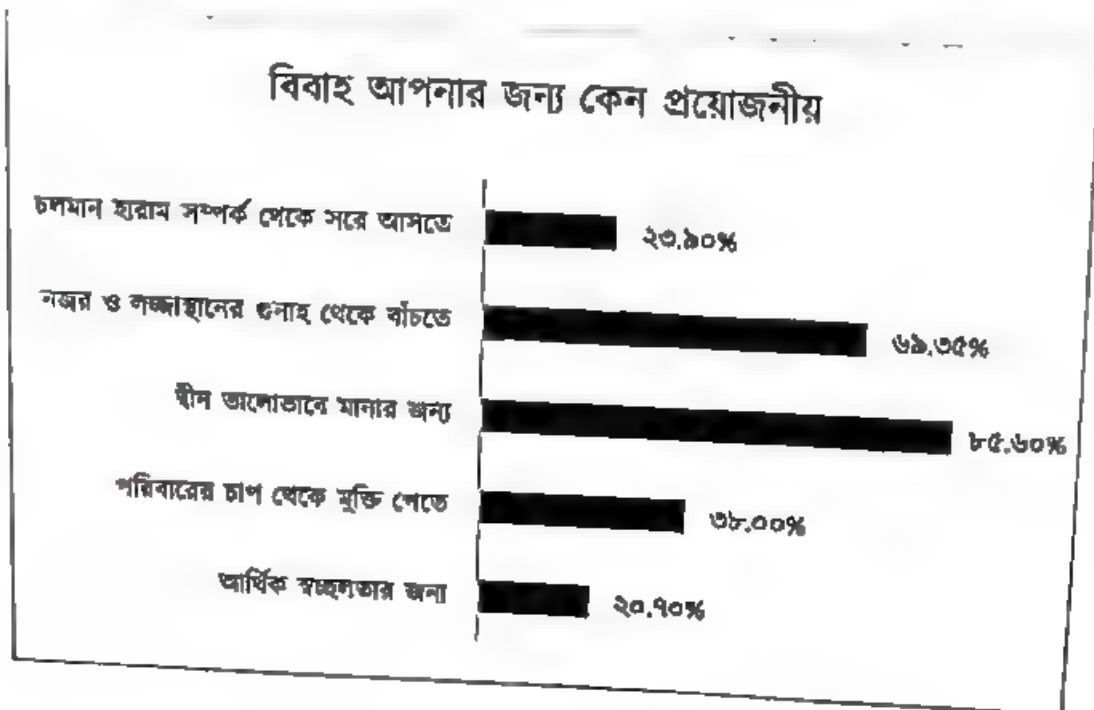 বিবাহ আপনার জন্য কেন প্রয়োজনীয়
চলমান হারাম সম্পর্ক থেকে সরে আসতে
২৩.৯০%
নজর ও লজ্জাস্থানের গুনাহ থেকে বাঁচতে
৬৯.৩৫%
দ্বীন ভালোভাবে মানার জন্য
৮৫.৬০%
পরিবারের চাপ থেকে মুক্তি পেতে
৩৮.০০%
আর্থিক স্বচ্ছলতার জন্য
২০.৭০%